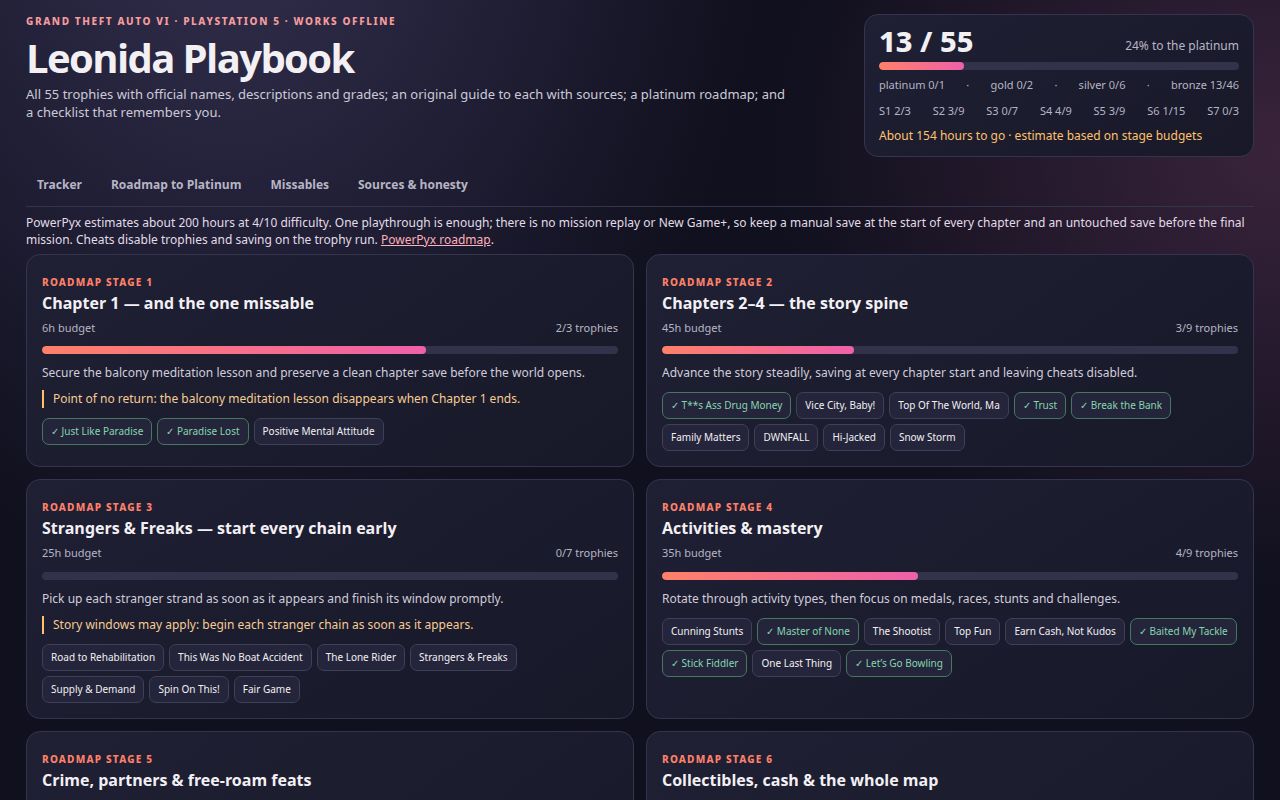 GRAND THEFT AUTO VI · PLAYSTATION 5 · WORKS OFFLINE
Leonida Playbook
All 55 trophies with official names, descriptions and grades; an original guide to each with sources; a platinum roadmap; and
a checklist that remembers you.
13 / 55
24% to the platinum
platinum 0/1 · gold 0/2 · silver 0/6 · bronze 13/46
S1 2/3 S2 3/9 S3 0/7 S4 4/9 S5 3/9 S6 1/15 S7 0/3
About 154 hours to go · estimate based on stage budgets
Tracker Roadmap to Platinum Missables Sources & honesty
PowerPyx estimates about 200 hours at 4/10 difficulty. One playthrough is enough; there is no mission replay or New Game+, so keep a manual save at the start of every chapter and an untouched save before the final
mission. Cheats disable trophies and saving on the trophy run. PowerPyx roadmap.
ROADMAP STAGE 1
Chapter 1 — and the one missable
6h budget 2/3 trophies
Secure the balcony meditation lesson and preserve a clean chapter save before the world opens.
Point of no return: the balcony meditation lesson disappears when Chapter 1 ends.
✓ Just Like Paradise ✓ Paradise Lost Positive Mental Attitude
ROADMAP STAGE 2
Chapters 2–4 — the story spine
45h budget 3/9 trophies
Advance the story steadily, saving at every chapter start and leaving cheats disabled.
✓ T**s Ass Drug Money Vice City, Baby! Top Of The World, Ma ✓ Trust ✓ Break the Bank
Family Matters DWNFALL Hi-Jacked Snow Storm
ROADMAP STAGE 3
Strangers & Freaks — start every chain early
25h budget 0/7 trophies
Pick up each stranger strand as soon as it appears and finish its window promptly.
Story windows may apply: begin each stranger chain as soon as it appears.
Road to Rehabilitation This Was No Boat Accident The Lone Rider Strangers & Freaks
Supply & Demand Spin On This! Fair Game
ROADMAP STAGE 4
Activities & mastery
35h budget 4/9 trophies
Rotate through activity types, then focus on medals, races, stunts and challenges.
Cunning Stunts ✓ Master of None The Shootist Top Fun Earn Cash, Not Kudos ✓ Baited My Tackle
✓ Stick Fiddler One Last Thing ✓ Let's Go Bowling
ROADMAP STAGE 5
Crime, partners & free-roam feats
ROADMAP STAGE 6
Collectibles, cash & the whole map